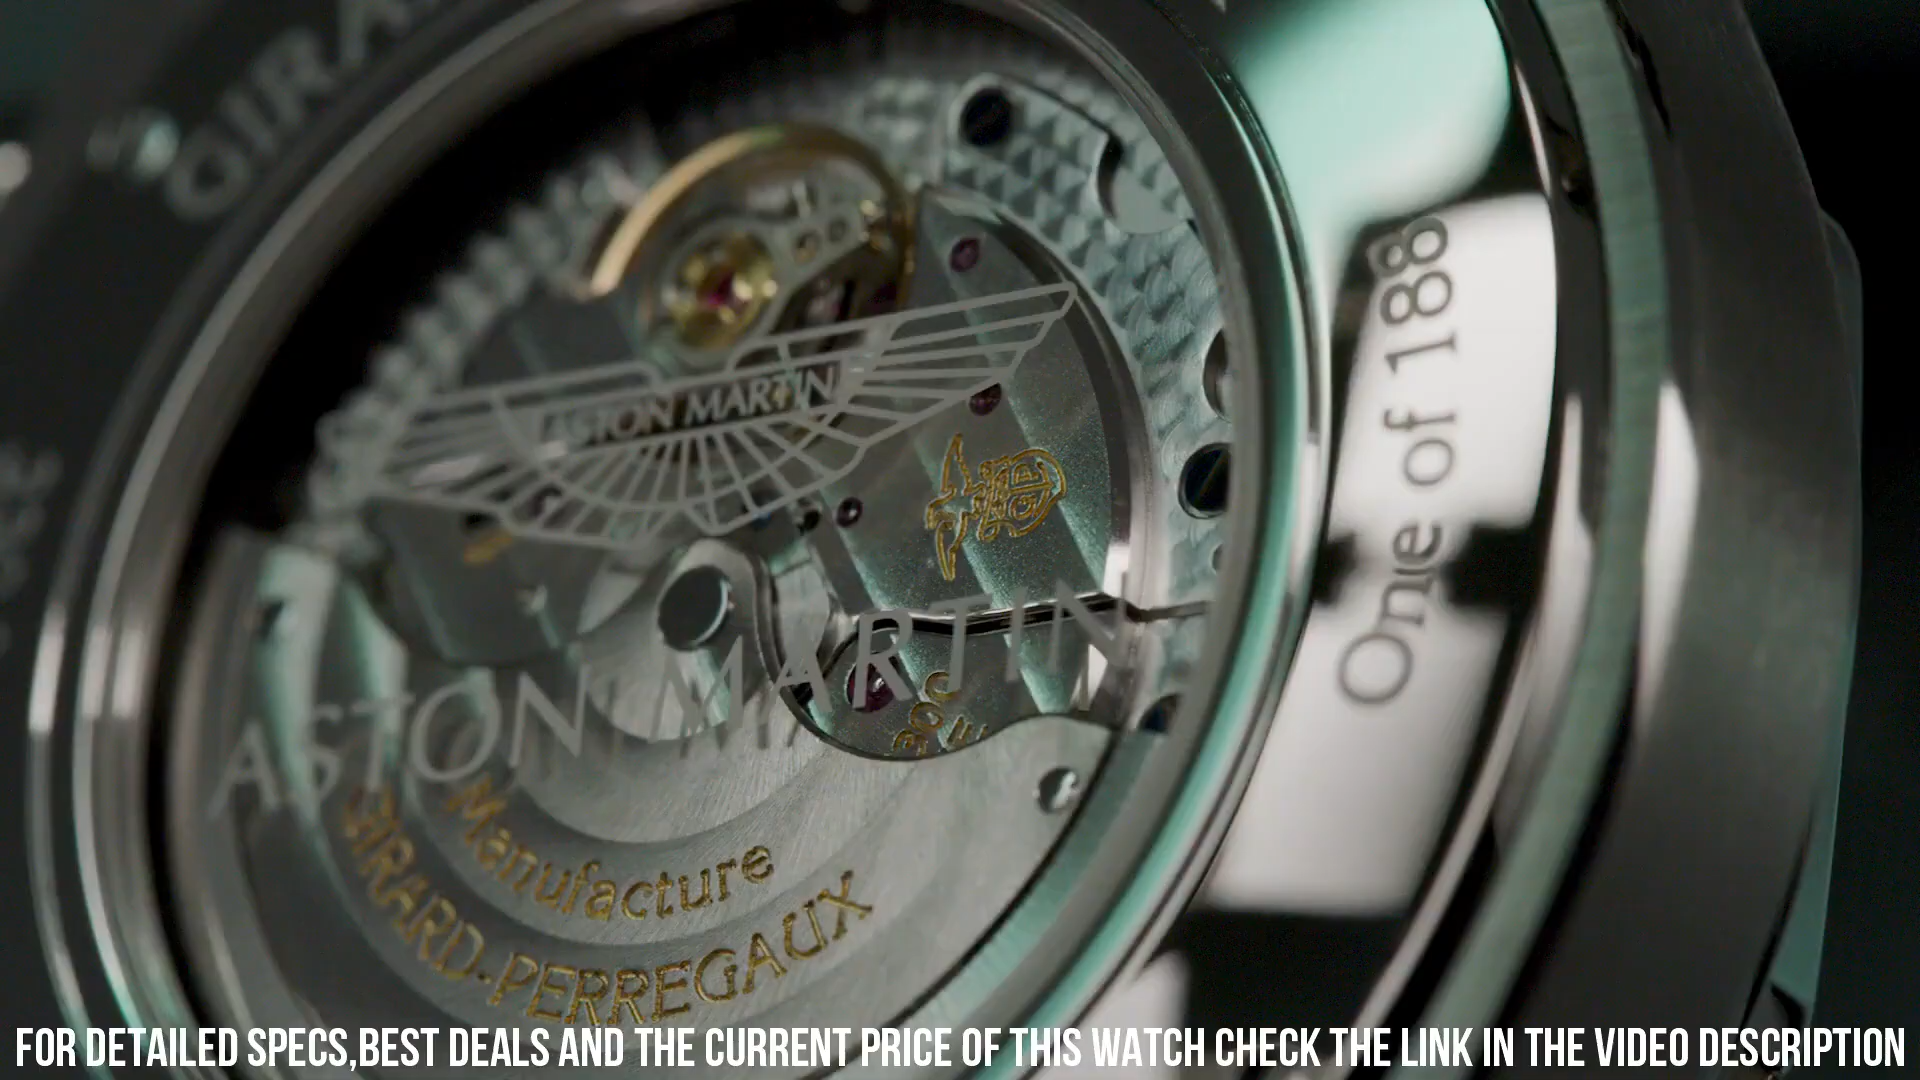 GIRA
ASTON MARTIN
ASTON MARTIN
Manufacture
GIRARD-PERREGAUX
One of 188
FOR DETAILED SPECS,BEST DEALS AND THE CURRENT PRICE OF THIS WATCH CHECK THE LINK IN THE VIDEO DESCRIPTION